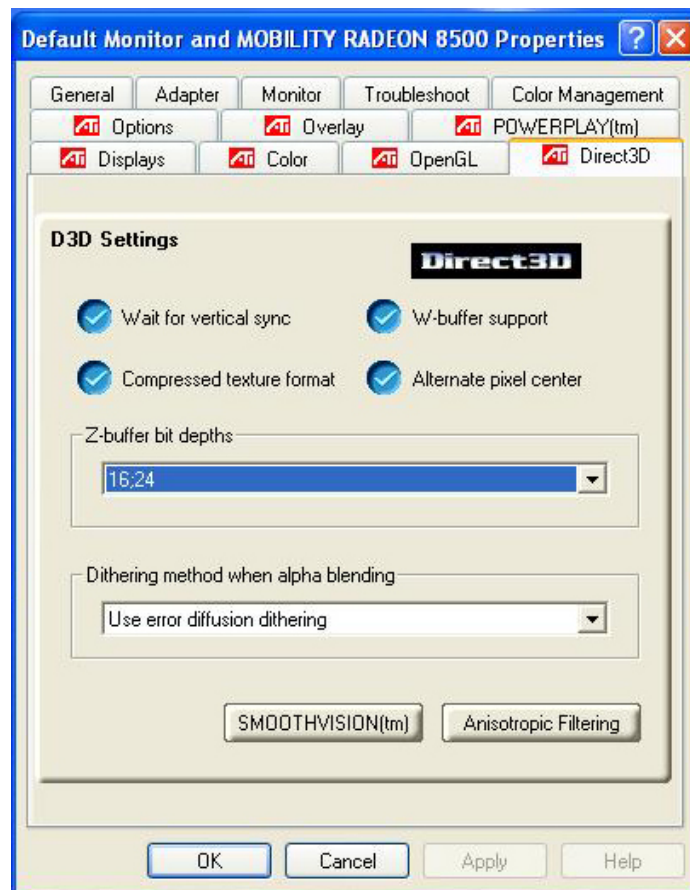 Default Monitor and MOBILITY RADEON 8500 Properties ?
General Adapter Monitor Troubleshoot Color Management
ATI Options ATI Overlay ATI POWERPLAY(tm)
ATI Displays ATI Color ATI OpenGL ATI Direct3D
D3D Settings
Direct3D
Wait for vertical sync W-buffer support
Compressed texture format Alternate pixel center
Z-buffer bit depths
16;24
Dithering method when alpha blending
Use error diffusion dithering
SMOOTHVISION(tm) Anisotropic Filtering
OK Cancel Apply Help